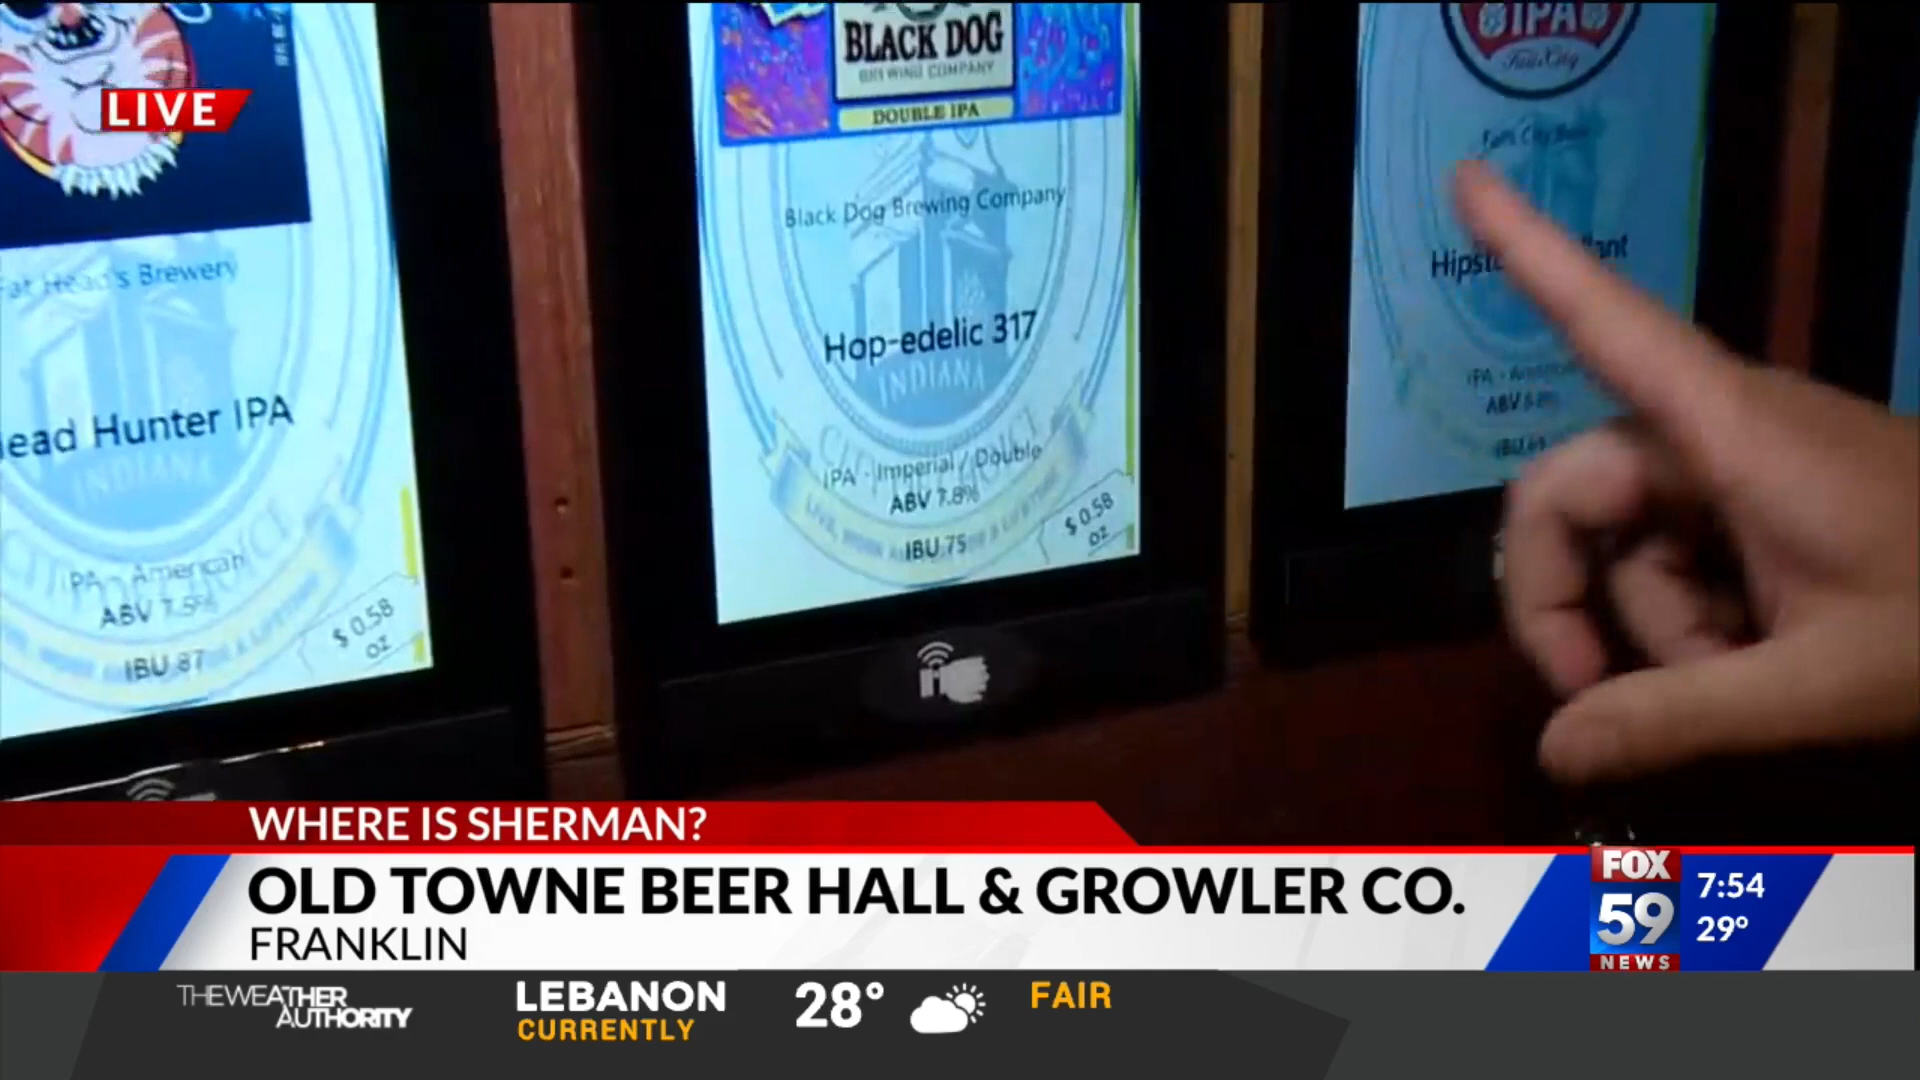 LIVE
Head's Brewery
Hunter IPA
INDIANA
IPA - American
ABV 7.5%
IBU 87
$ 0.58
oz
BLACK DOG
BREWING COMPANY
DOUBLE IPA
Black Dog Brewing Company
Hop-edelic 317
INDIANA
IPA - Imperial / Double
ABV 7.8%
IBU 75
$ 0.58
oz
IPA
IPA -
ABV
IBU
WHERE IS SHERMAN?
OLD TOWNE BEER HALL & GROWLER CO.
FRANKLIN
FOX
59
NEWS
7:54
29°
THE WEATHER
AUTHORITY
LEBANON
CURRENTLY
28°
FAIR